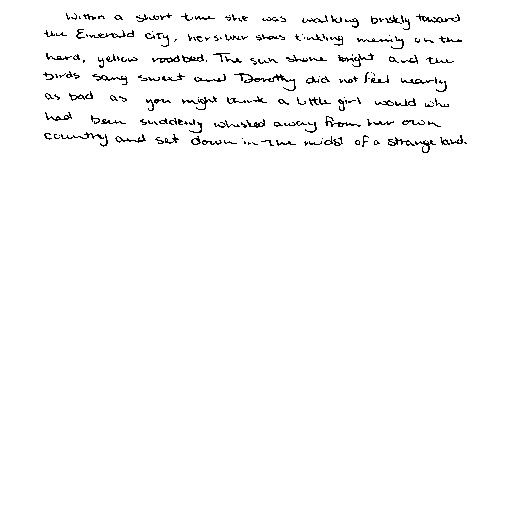 Within a short time she was walking briskly toward
the Emerald City, her silver shoes tinkling merrily on the
hard, yellow roadbed. The sun shone bright and the
birds sang sweet and Dorothy did not feel nearly
as bad as you might think a little girl would who
had been suddenly whisked away from her own
country and set down in the midst of a strange land.